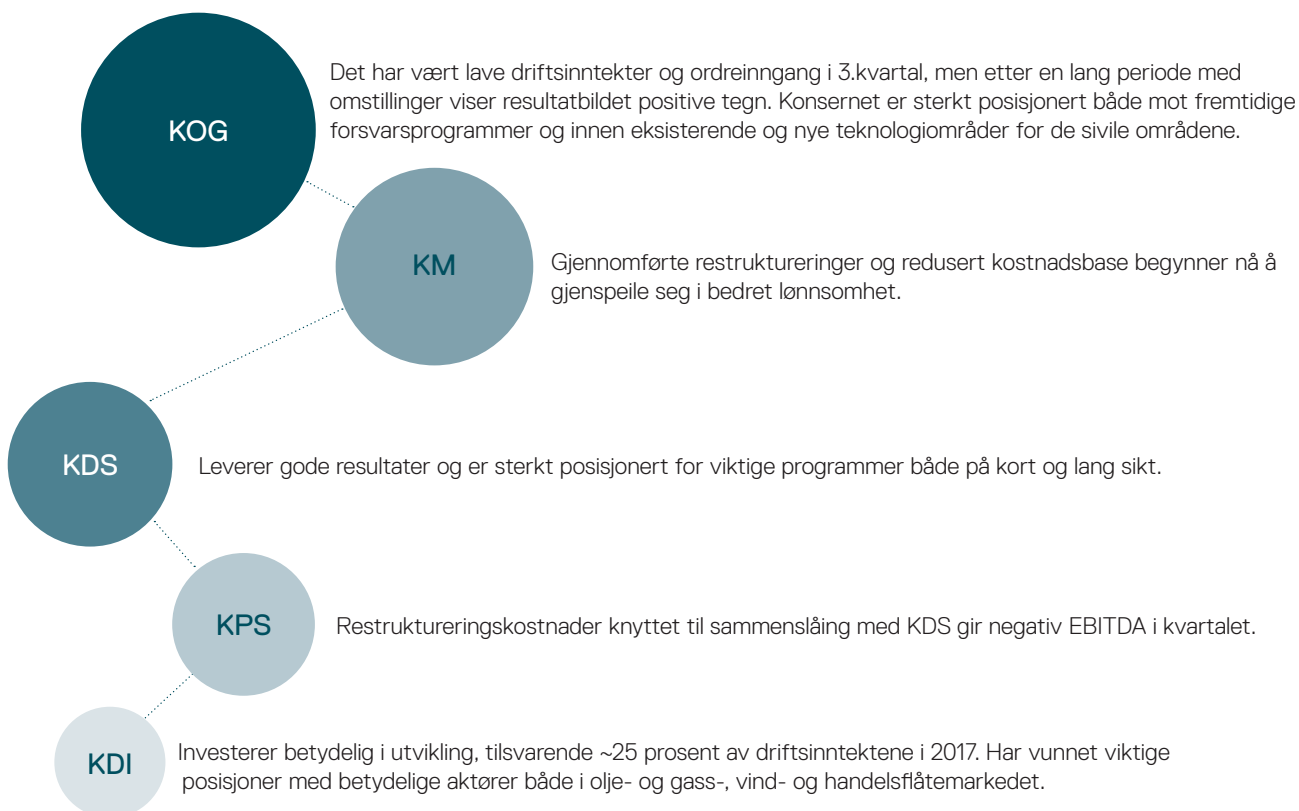 KOG
Det har vært lave driftsinntekter og ordreinngang i 3.kvartal, men etter en lang periode med
omstillinger viser resultatbildet positive tegn. Konsernet er sterkt posisjonert både mot fremtidige
forsvarsprogrammer og innen eksisterende og nye teknologiområder for de sivile områdene.
KM
Gjennomførte restruktureringer og redusert kostnadsbase begynner nå å
gjenspeile seg i bedret lønnsomhet.
KDS
Leverer gode resultater og er sterkt posisjonert for viktige programmer både på kort og lang sikt.
KPS
Restruktureringskostnader knyttet til sammenslåing med KDS gir negativ EBITDA i kvartalet.
KDI
Investerer betydelig i utvikling, tilsvarende ~25 prosent av driftsinntektene i 2017. Har vunnet viktige
posisjoner med betydelige aktører både i olje- og gass-, vind- og handelsflåtemarkedet.